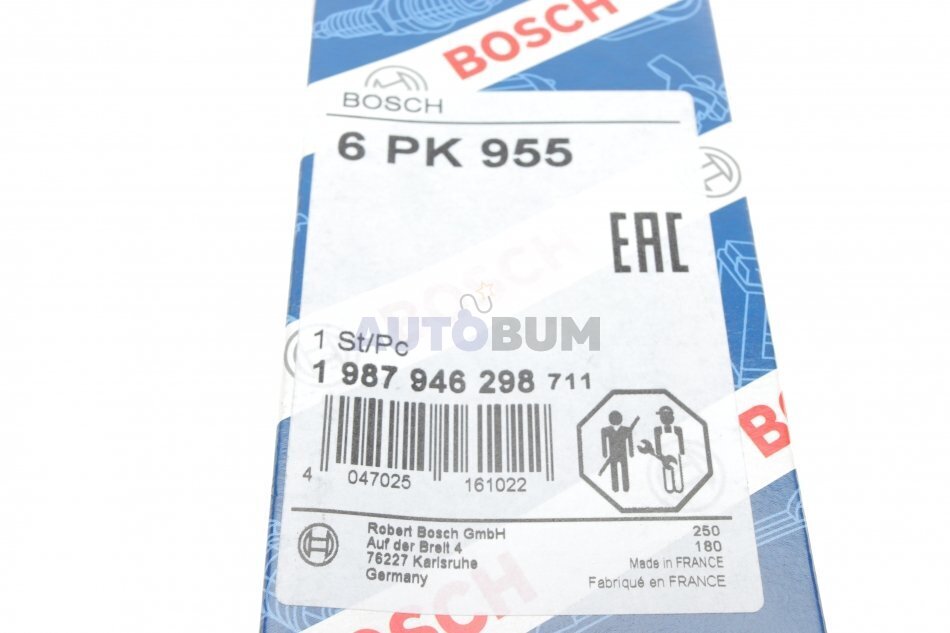 BOSCH
BOSCH
6 PK 955
EAC
BOSCH
AUTOBUM
1 St/Pc
1 987 946 298 711
4 047025 161022
BOSCH
Robert Bosch GmbH
Auf der Breit 4
76227 Karlsruhe
Germany
250
180
Made in FRANCE
Fabriqué en FRANCE
BOSCH